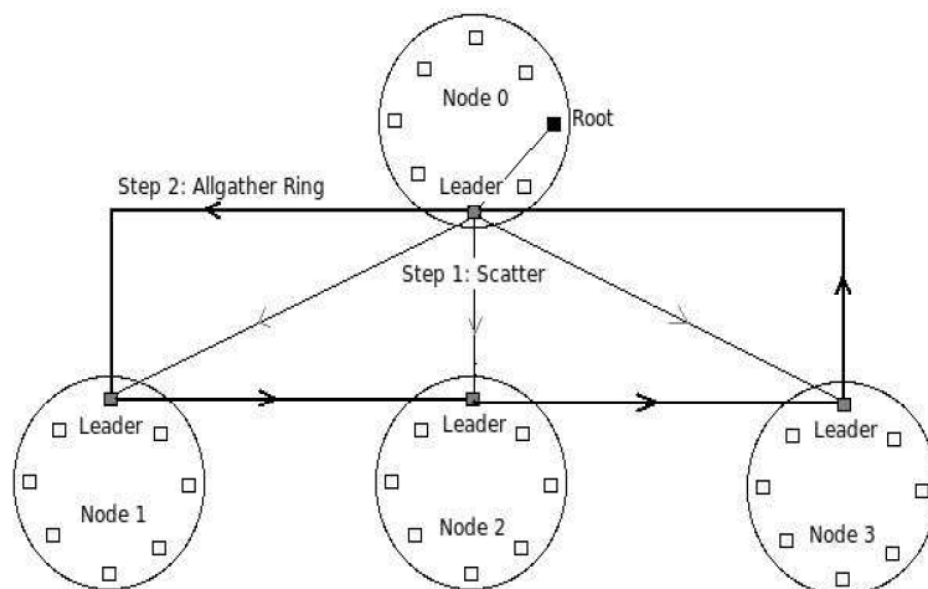 Node 0
Root
Step 2: Allgather Ring
Leader
Step 1: Scatter
Leader
Leader
Leader
Node 1
Node 2
Node 3